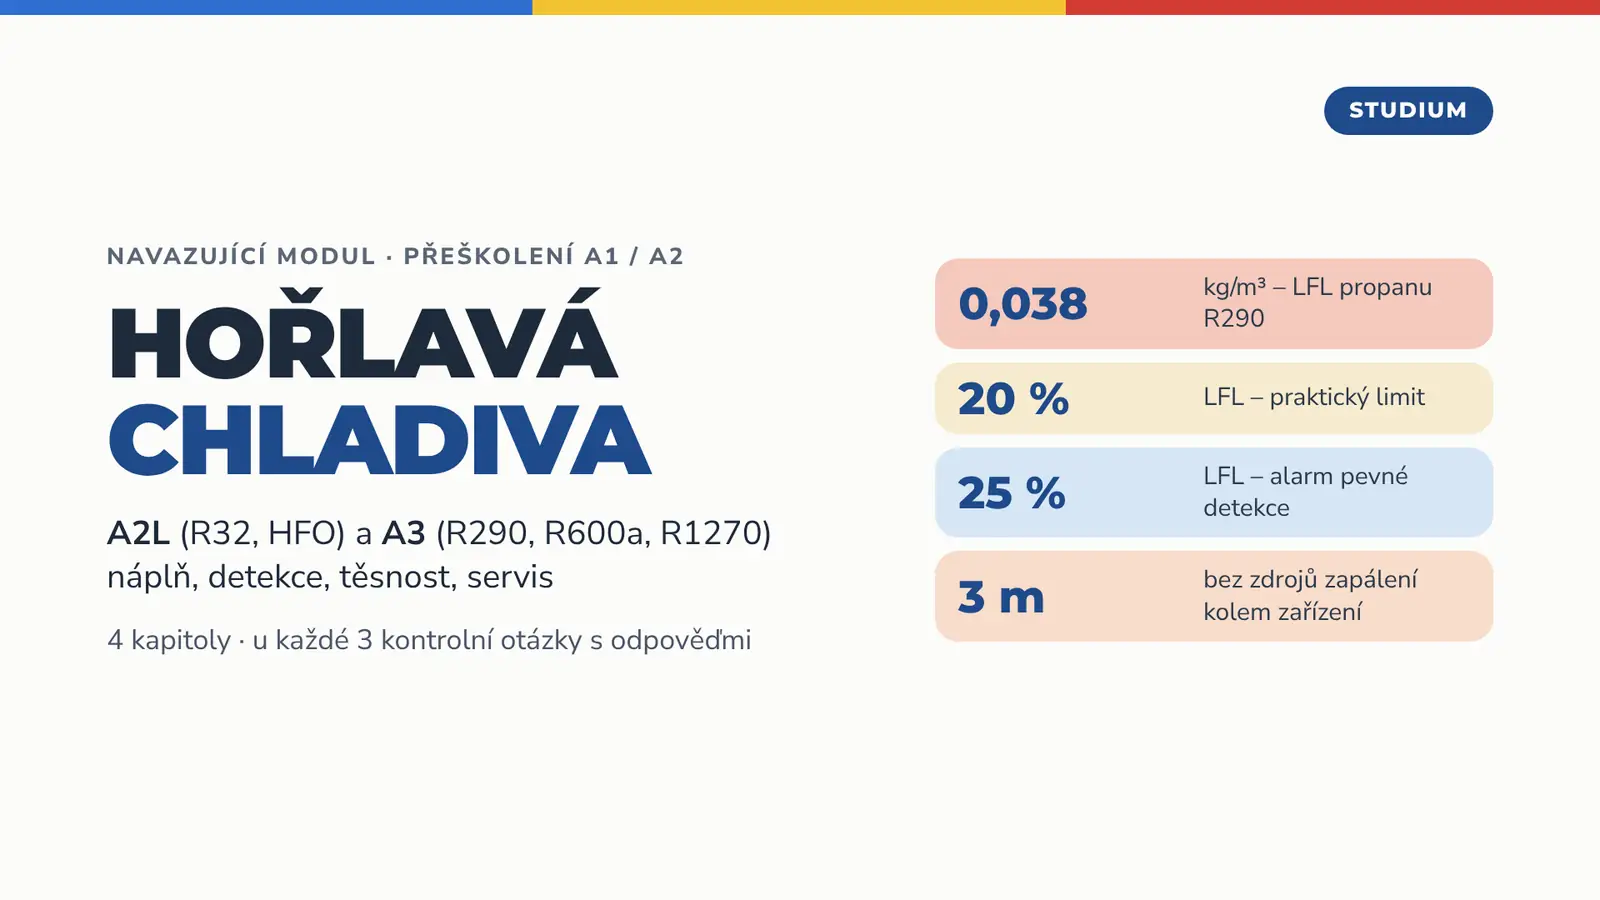 STUDIUM
NAVAZUJÍCÍ MODUL · PŘEŠKOLENÍ A1 / A2
HOŘLAVÁ
CHLADIVA
A2L (R32, HFO) a A3 (R290, R600a, R1270)
náplň, detekce, těsnost, servis
4 kapitoly · u každé 3 kontrolní otázky s odpověďmi
0,038
kg/m³ – LFL propanu
R290
20 %
LFL – praktický limit
25 %
LFL – alarm pevné
detekce
3 m
bez zdrojů zapálení
kolem zařízení